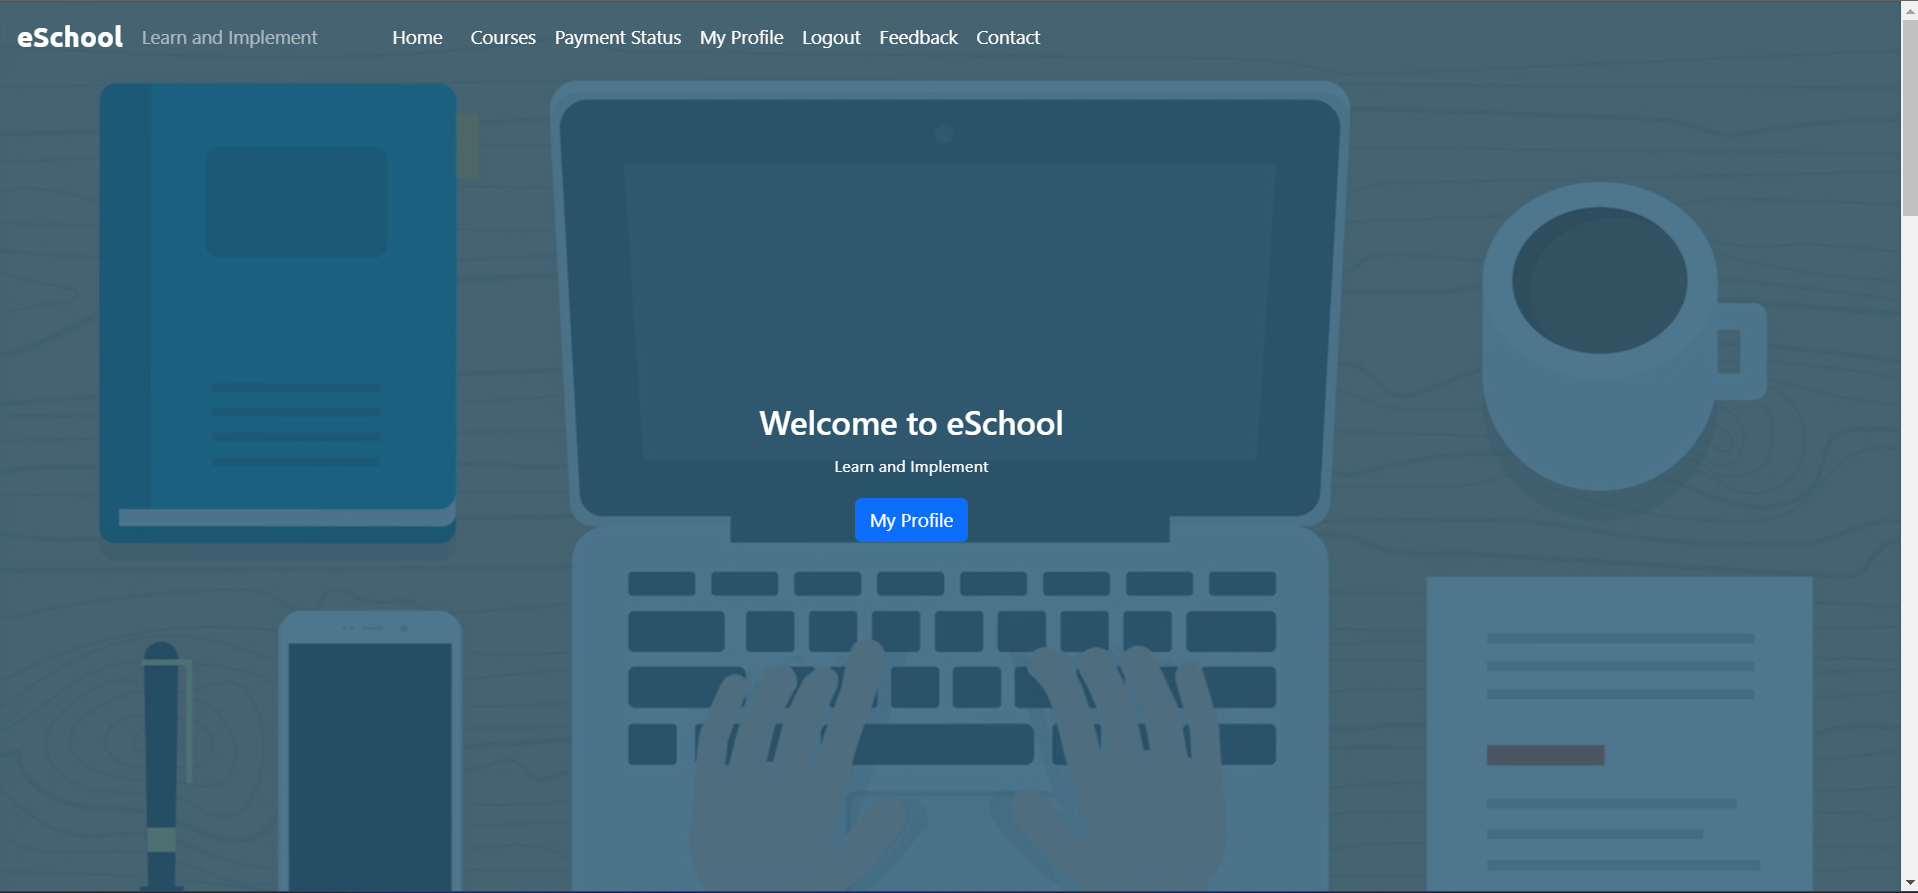 eSchool Learn and Implement Home Courses Payment Status My Profile Logout Feedback Contact
Welcome to eSchool
Learn and Implement
My Profile